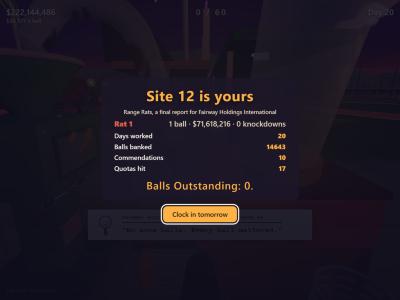 $222,144,486
0 / 60
Day 20
Site 12 is yours
Range Rats, a final report for Fairway Holdings International
Rat 1 1 ball · $71,618,216 · 0 knockdowns
Days worked 20
Balls banked 14643
Commendations 10
Quotas hit 17
Balls Outstanding: 0.
Clock in tomorrow